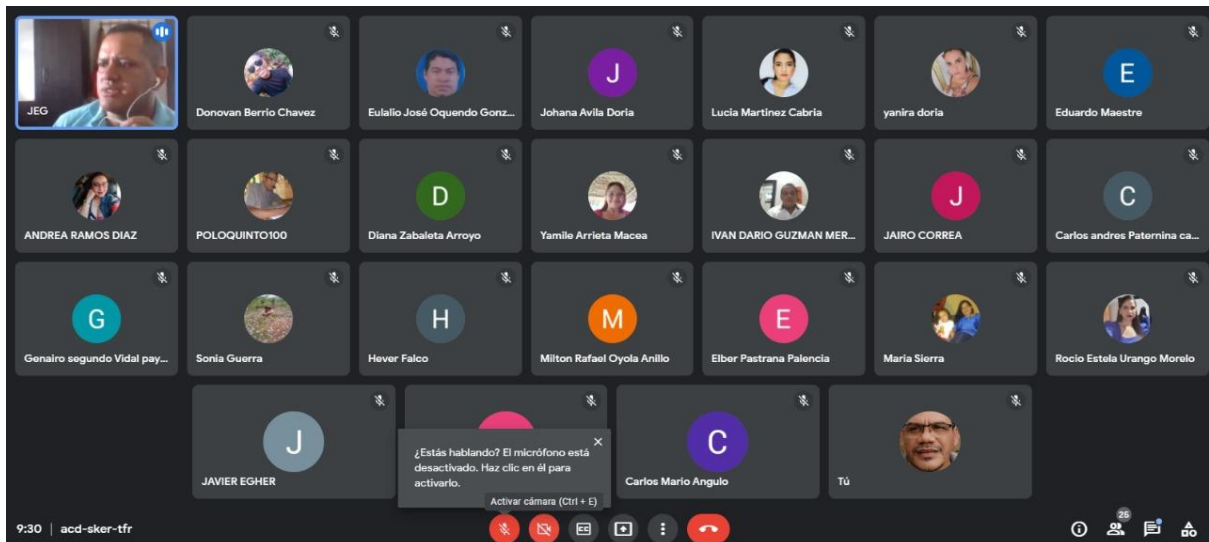 JEG
Donovan Berrio Chavez
Eulalio José Oquendo Gonz...
J
Johana Avila Doria
Lucia Martinez Cabria
yanira doria
E
Eduardo Maestre
ANDREA RAMOS DIAZ
POLOQUINTO100
D
Diana Zabaleta Arroyo
Yamile Arrieta Macea
IVAN DARIO GUZMAN MER...
J
JAIRO CORREA
C
Carlos andres Paternina ca...
G
Genairo segundo Vidal pay...
Sonia Guerra
H
Hever Falco
M
Milton Rafael Oyola Anillo
E
Elber Pastrana Palencia
Maria Sierra
Rocio Estela Urango Morelo
J
JAVIER EGHER
¿Estás hablando? El micrófono está
desactivado. Haz clic en él para
activarlo.
Activar cámara (Ctrl + E)
C
Carlos Mario Angulo
Tú
9:30 | acd-sker-tfr
CC
25